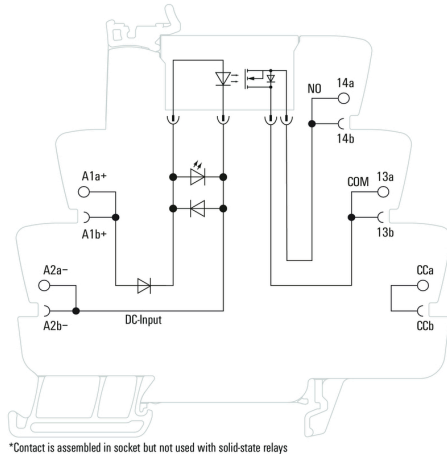 NO
14a
14b
A1a+
COM
13a
A1b+
13b
A2a–
CCa
A2b–
DC-Input
CCb
*Contact is assembled in socket but not used with solid-state relays